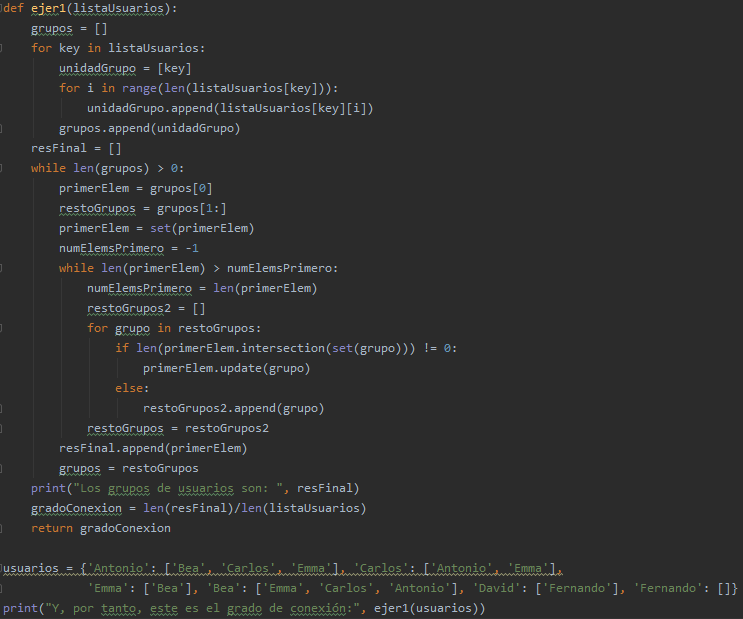 def ejer1(listaUsuarios):
    grupos = []
    for key in listaUsuarios:
        unidadGrupo = [key]
        for i in range(len(listaUsuarios[key])):
            unidadGrupo.append(listaUsuarios[key][i])
        grupos.append(unidadGrupo)
    resFinal = []
    while len(grupos) > 0:
        primerElem = grupos[0]
        restoGrupos = grupos[1:]
        primerElem = set(primerElem)
        numElemsPrimero = -1
        while len(primerElem) > numElemsPrimero:
            numElemsPrimero = len(primerElem)
            restoGrupos2 = []
            for grupo in restoGrupos:
                if len(primerElem.intersection(set(grupo))) != 0:
                    primerElem.update(grupo)
                else:
                    restoGrupos2.append(grupo)
            restoGrupos = restoGrupos2
        resFinal.append(primerElem)
        grupos = restoGrupos
    print("Los grupos de usuarios son: ", resFinal)
    gradoConexion = len(resFinal)/len(listaUsuarios)
    return gradoConexion

usuarios = {'Antonio': ['Bea', 'Carlos', 'Emma'], 'Carlos': ['Antonio', 'Emma'],
            'Emma': ['Bea'], 'Bea': ['Emma', 'Carlos', 'Antonio'], 'David': ['Fernando'], 'Fernando': []}
print("Y, por tanto, este es el grado de conexión:", ejer1(usuarios))